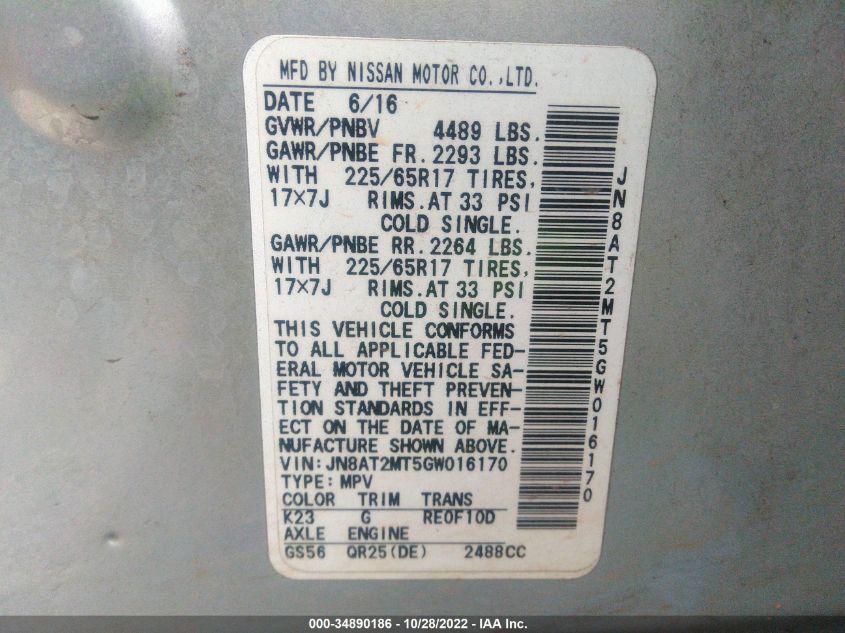 MFD BY NISSAN MOTOR CO.,LTD.
DATE 6/16
GVWR/PNBV 4489 LBS.
GAWR/PNBE FR. 2293 LBS.
WITH 225/65R17 TIRES,
17×7J RIMS. AT 33 PSI
COLD SINGLE.
GAWR/PNBE RR. 2264 LBS.
WITH 225/65R17 TIRES,
17×7J RIMS. AT 33 PSI
COLD SINGLE.
THIS VEHICLE CONFORMS
TO ALL APPLICABLE FED-
ERAL MOTOR VEHICLE SA-
FETY AND THEFT PREVEN-
TION STANDARDS IN EFF-
ECT ON THE DATE OF MA-
NUFACTURE SHOWN ABOVE.
VIN: JN8AT2MT5GW016170
TYPE: MPV
COLOR TRIM TRANS
K23 G RE0F10D
AXLE ENGINE
GS56 QR25(DE) 2488CC
JN8AT2MT5GW016170
000-34890186 - 10/28/2022 - IAA Inc.